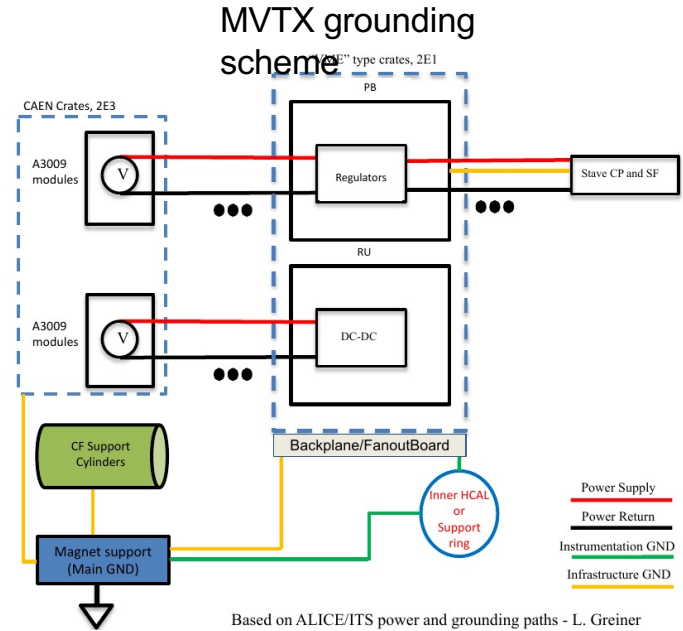 MVTX grounding
scheme
"VME" type crates, 2E1
PB
CAEN Crates, 2E3
A3009
modules
V
Regulators
Stave CP and SF
RU
A3009
modules
V
DC-DC
Backplane/FanoutBoard
CF Support
Cylinders
Inner HCAL
or
Support
ring
Power Supply
Power Return
Instrumentation GND
Infrastructure GND
Magnet support
(Main GND)
Based on ALICE/ITS power and grounding paths - L. Greiner